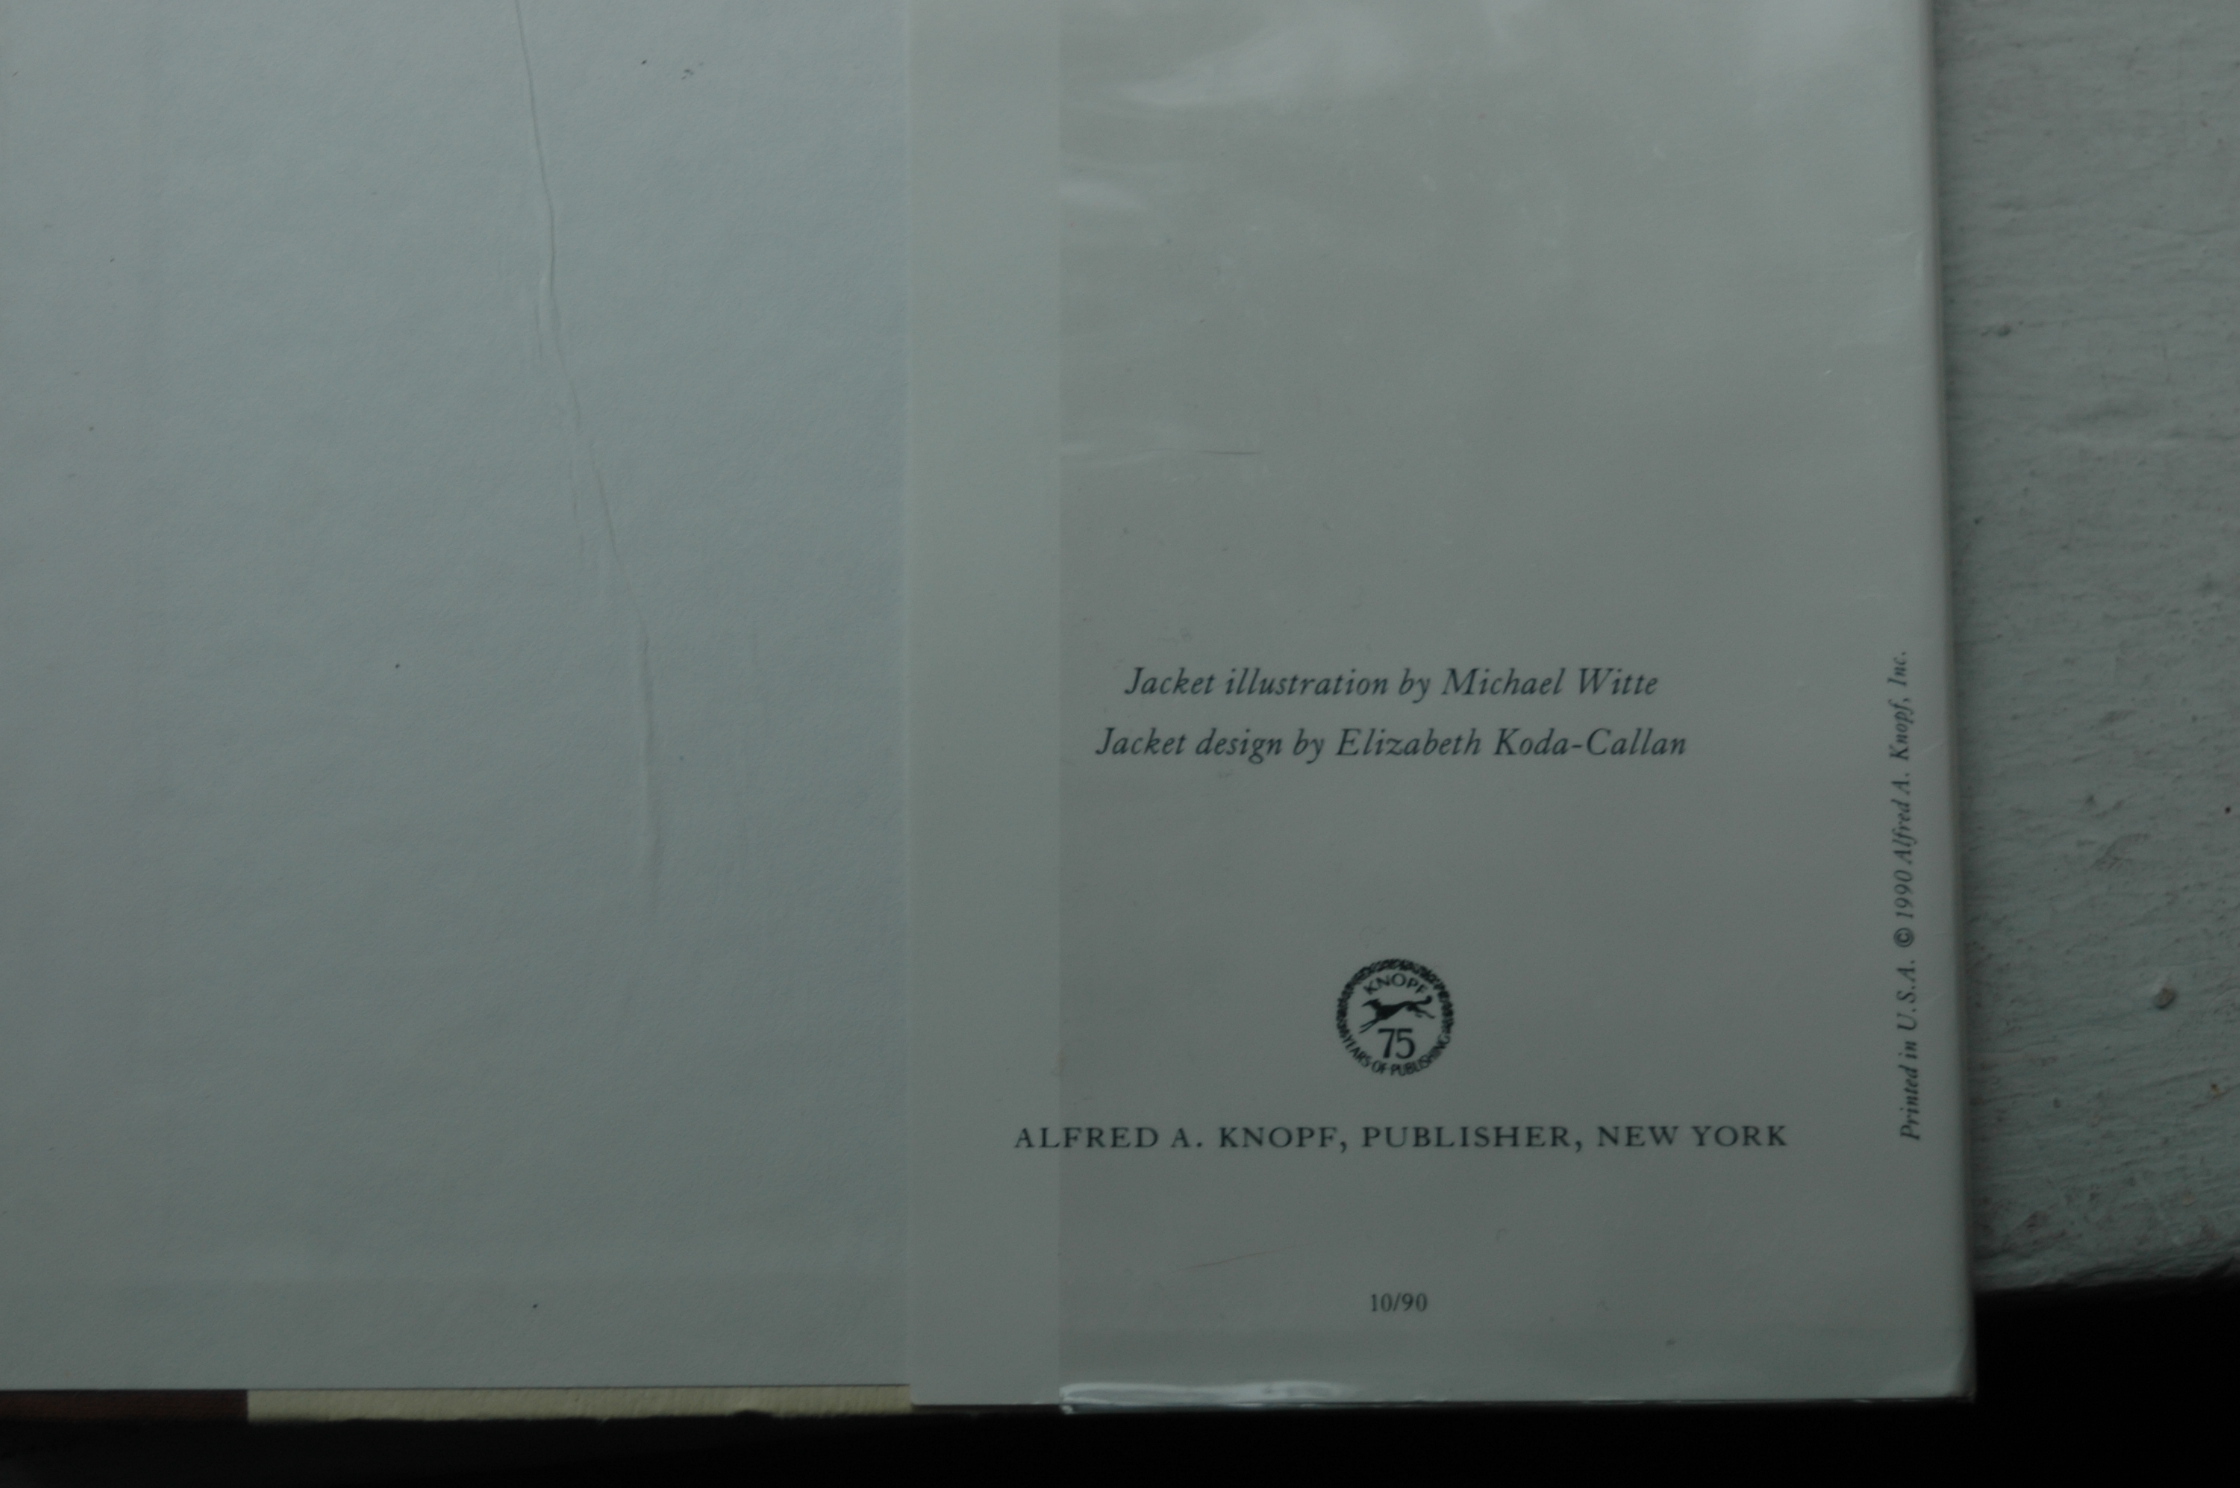 Jacket illustration by Michael Witte
Jacket design by Elizabeth Koda-Callan
KNOPF
75
YEARS OF PUBLISHING
ALFRED A. KNOPF, PUBLISHER, NEW YORK
10/90
Printed in U.S.A. © 1990 Alfred A. Knopf, Inc.